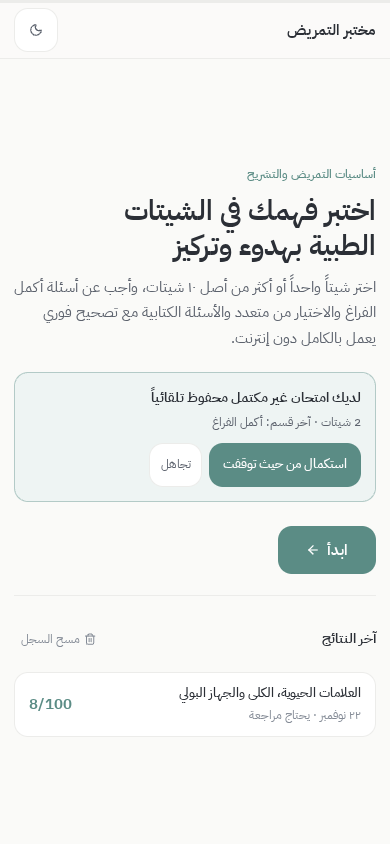 مختبر التمريض
أساسيات التمريض والتشريح
اختبر فهمك في الشيتات
الطبية بهدوء وتركيز
اختر شيتاً واحداً أو أكثر من أصل ١٠ شيتات، وأجب عن أسئلة أكمل
الفراغ والاختيار من متعدد والأسئلة الكتابية مع تصحيح فوري
يعمل بالكامل دون إنترنت.
لديك امتحان غير مكتمل محفوظ تلقائياً
2 شيتات · آخر قسم: أكمل الفراغ
استكمال من حيث توقفت
تجاهل
ابدأ
آخر النتائج
مسح السجل
العلامات الحيوية، الكلى والجهاز البولي
8/100
٢٢ نوفمبر · يحتاج مراجعة